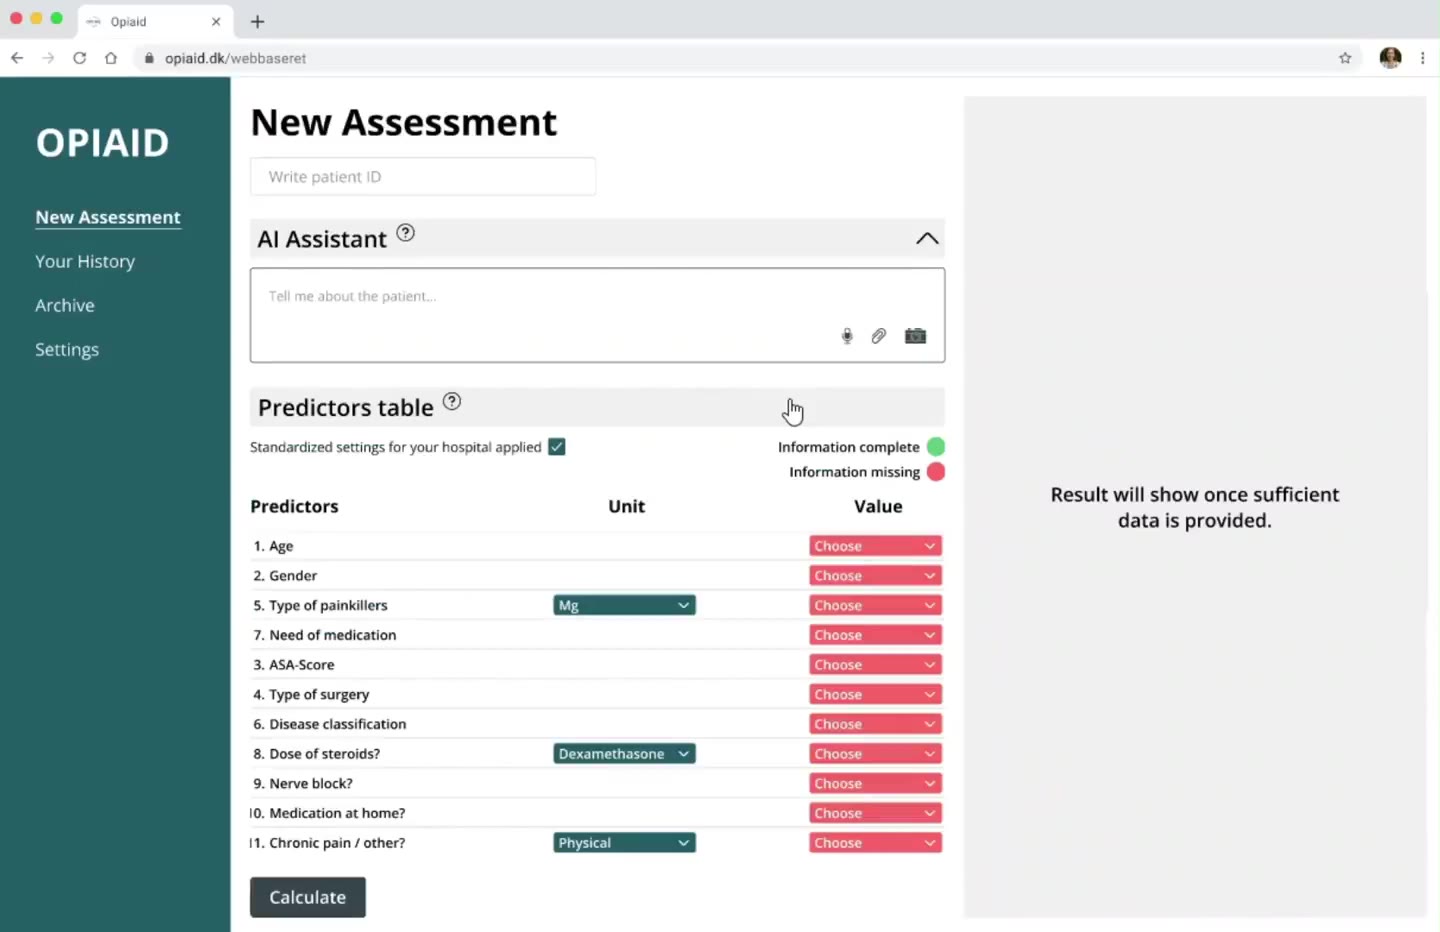 Opiaid
opiaid.dk/webbaseret
OPIAID
New Assessment
Your History
Archive
Settings
New Assessment
Write patient ID
AI Assistant ?
Tell me about the patient...
Predictors table ?
Standardized settings for your hospital applied
Information complete
Information missing
Predictors Unit Value
1. Age Choose
2. Gender Choose
5. Type of painkillers Mg Choose
7. Need of medication Choose
3. ASA-Score Choose
4. Type of surgery Choose
6. Disease classification Choose
8. Dose of steroids? Dexamethasone Choose
9. Nerve block? Choose
10. Medication at home? Choose
11. Chronic pain / other? Physical Choose
Calculate
Result will show once sufficient
data is provided.